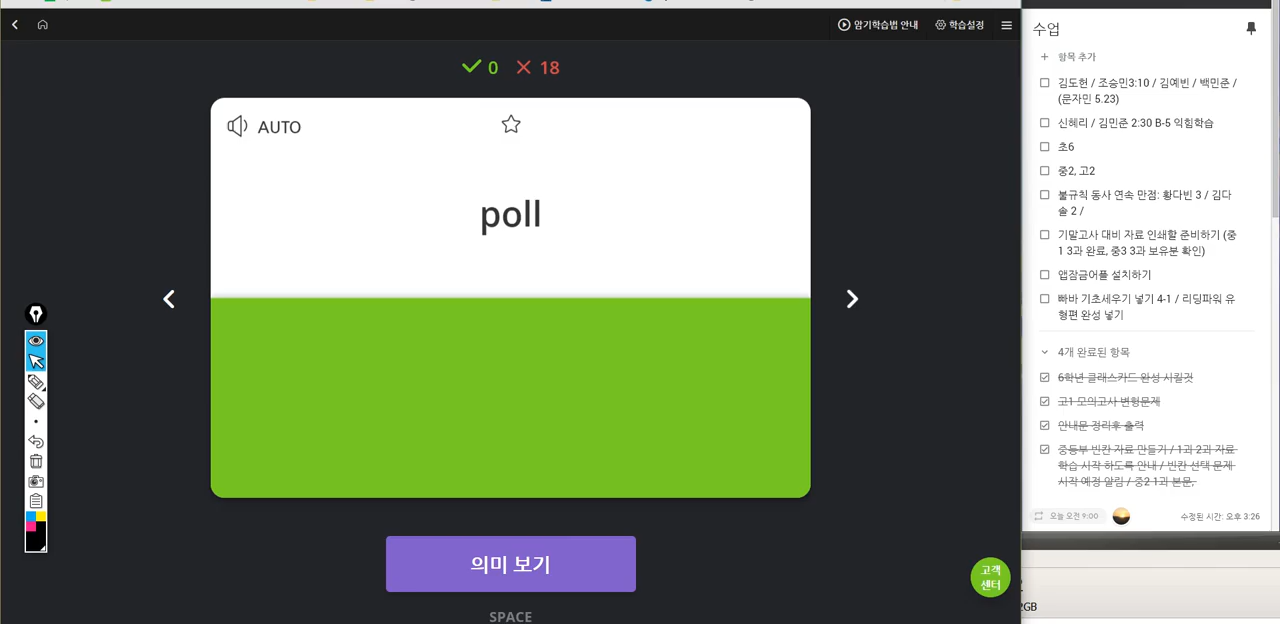 암기학습법 안내
학습설정
0
18
AUTO
poll
의미 보기
SPACE
고객
센터
수업
항목 추가
김도헌 / 조승민3:10 / 김예빈 / 백민준 /
(문자민 5.23)
신혜리 / 김민준 2:30 B-5 익힘학습
초6
중2, 고2
불규칙 동사 연속 만점: 황다빈 3 / 김다
솔 2 /
기말고사 대비 자료 인쇄할 준비하기 (중
1 3과 완료, 중3 3과 보유분 확인)
앱잠금어플 설치하기
빠바 기초세우기 넣기 4-1 / 리딩파워 유
형편 완성 넣기
4개 완료된 항목
6학년 클래스카드 완성 시킬것
고1 모의고사 변형문제
안내문 정리후 출력
중등부 빈칸 자료 만들기 / 1과 2과 자료
학습 시작 하도록 안내 / 빈칸 선택 문제
시작 예정 알림 / 중2 1과 본문,
오늘 오전 9:00
수정된 시간: 오후 3:26
GB